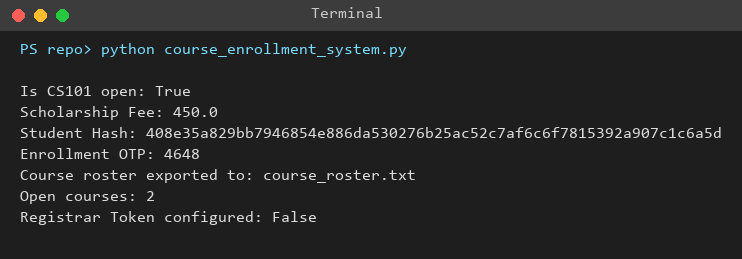 Terminal
PS repo> python course_enrollment_system.py
Is CS101 open: True
Scholarship Fee: 450.0
Student Hash: 408e35a829bb7946854e886da530276b25ac52c7af6c6f7815392a907c1c6a5d
Enrollment OTP: 4648
Course roster exported to: course_roster.txt
Open courses: 2
Registrar Token configured: False